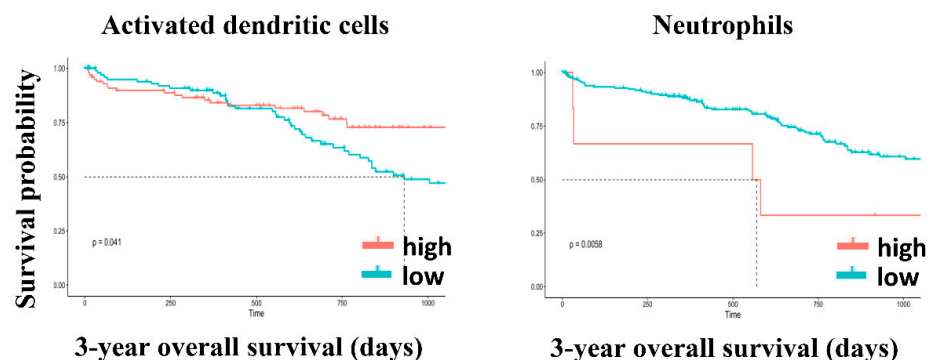 Activated dendritic cells
Survival probability
1.00
0.75
0.50
0.25
0.00
p = 0.041
high
low
0 250 500 750 1000
Time
3-year overall survival (days)
Neutrophils
1.00
0.75
0.50
0.25
0.00
p = 0.0058
high
low
0 250 500 750 1000
Time
3-year overall survival (days)